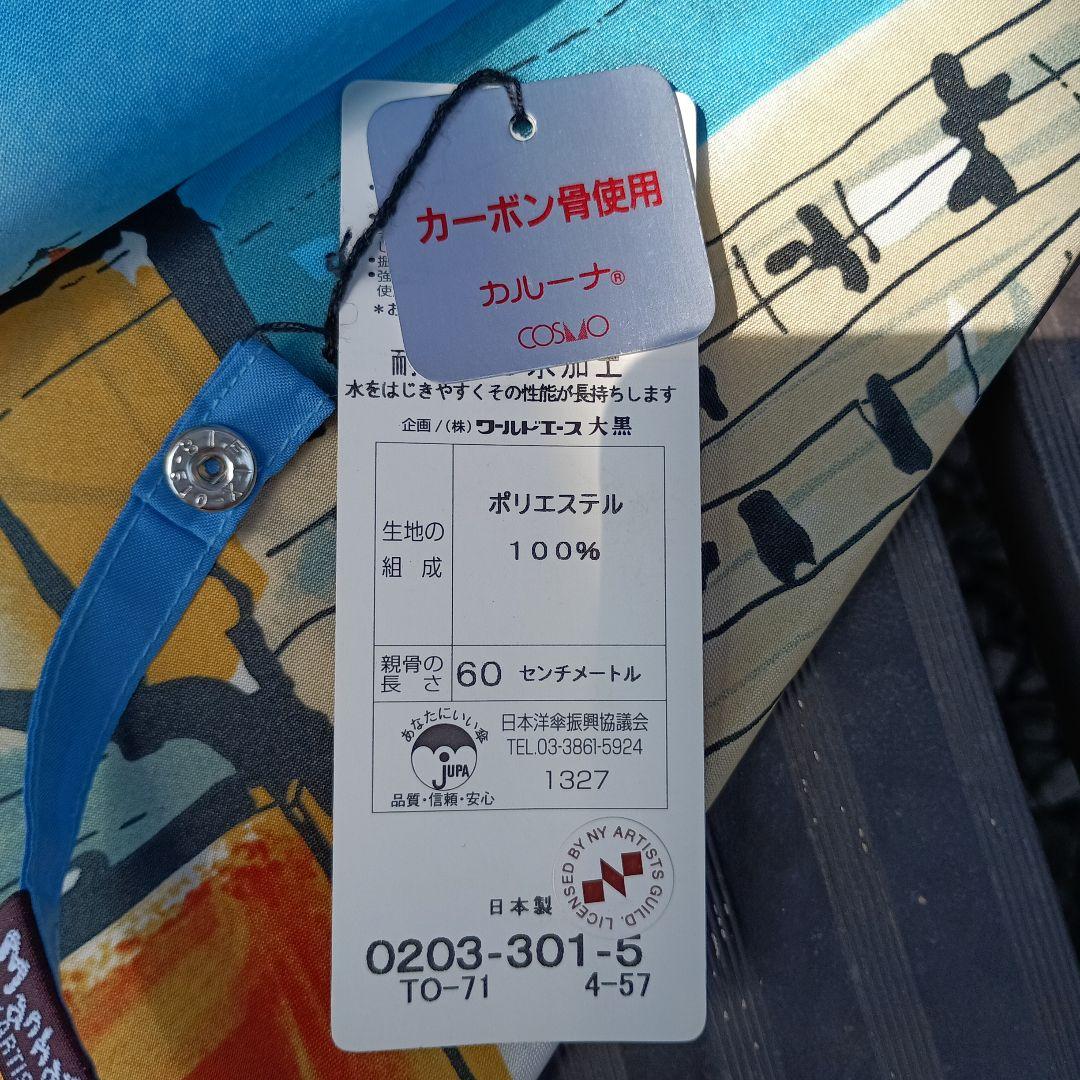 カーボン骨使用
カルーナ®
COSMO
水をはじきやすくその性能が長持ちします
企画/(株)ワールドエース大黒
生地の
組成
ポリエステル
100%
親骨の
長さ
60 センチメートル
あなたにいい傘
JUPA
品質・信頼・安心
日本洋傘振興協議会
TEL.03-3861-5924
1327
LICENSED BY NY ARTISTS GUILD.
N
日本製
0203-301-5
TO-71 4-57